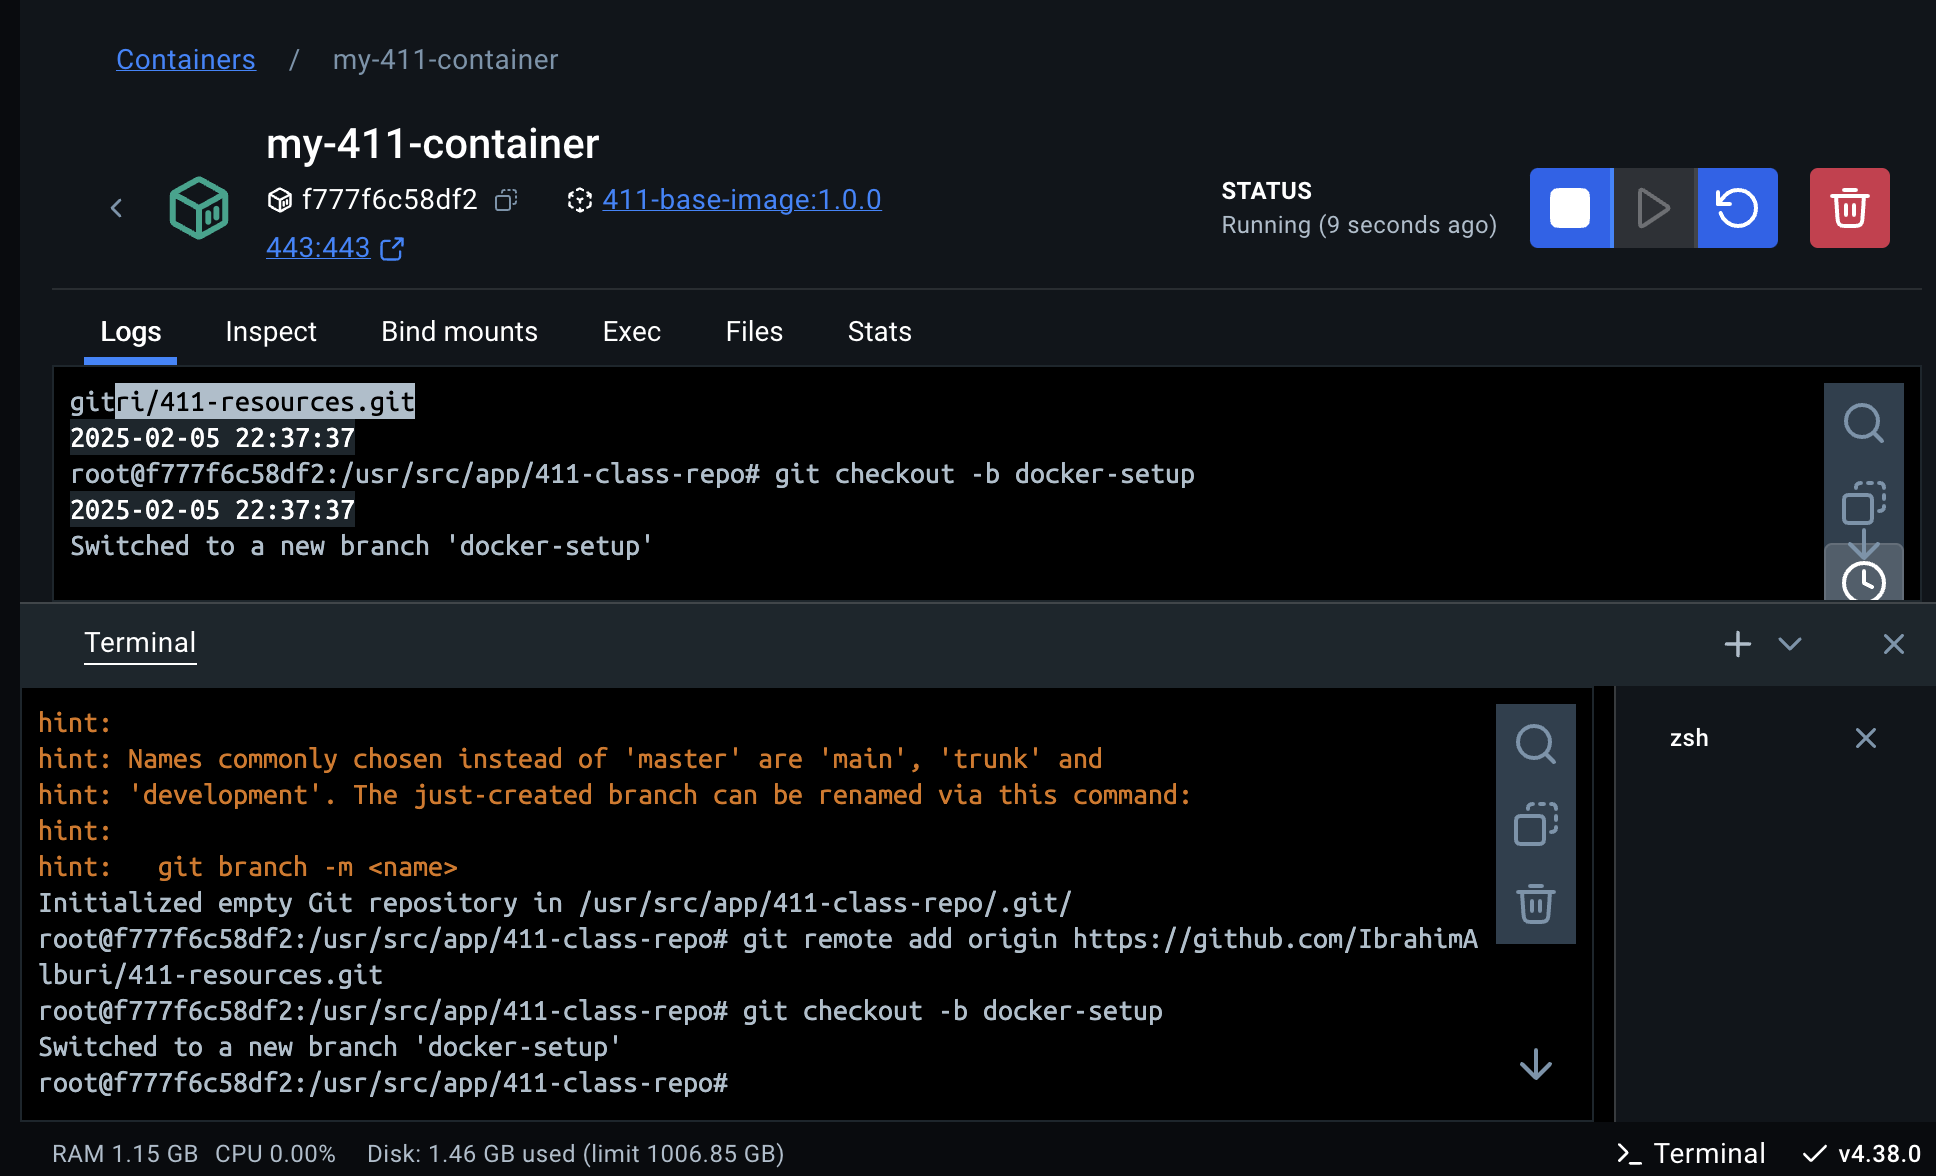 Containers / my-411-container
my-411-container
f777f6c58df2 411-base-image:1.0.0
443:443
STATUS
Running (9 seconds ago)
Logs Inspect Bind mounts Exec Files Stats
gitri/411-resources.git
2025-02-05 22:37:37
root@f777f6c58df2:/usr/src/app/411-class-repo# git checkout -b docker-setup
2025-02-05 22:37:37
Switched to a new branch 'docker-setup'
Terminal
hint:
hint: Names commonly chosen instead of 'master' are 'main', 'trunk' and
hint: 'development'. The just-created branch can be renamed via this command:
hint:
hint:   git branch -m <name>
Initialized empty Git repository in /usr/src/app/411-class-repo/.git/
root@f777f6c58df2:/usr/src/app/411-class-repo# git remote add origin https://github.com/IbrahimA
lburi/411-resources.git
root@f777f6c58df2:/usr/src/app/411-class-repo# git checkout -b docker-setup
Switched to a new branch 'docker-setup'
root@f777f6c58df2:/usr/src/app/411-class-repo#
zsh
RAM 1.15 GB CPU 0.00% Disk: 1.46 GB used (limit 1006.85 GB)
Terminal v4.38.0